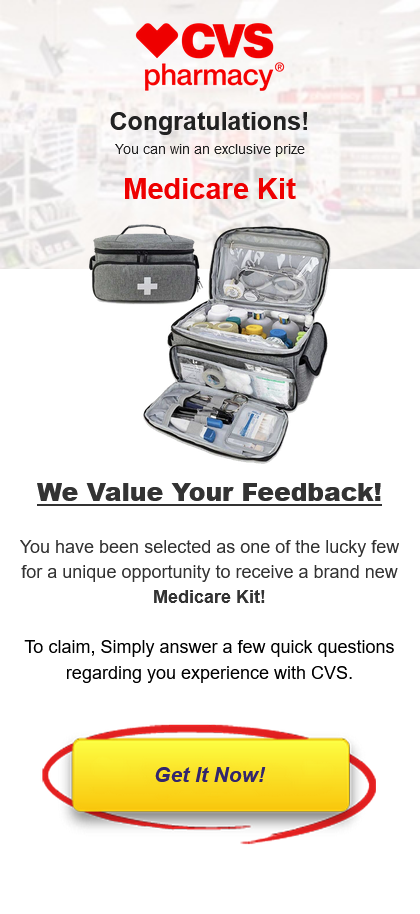 CVS
pharmacy®
Congratulations!
You can win an exclusive prize
Medicare Kit
We Value Your Feedback!
You have been selected as one of the lucky few
for a unique opportunity to receive a brand new
Medicare Kit!
To claim, Simply answer a few quick questions
regarding you experience with CVS.
Get It Now!